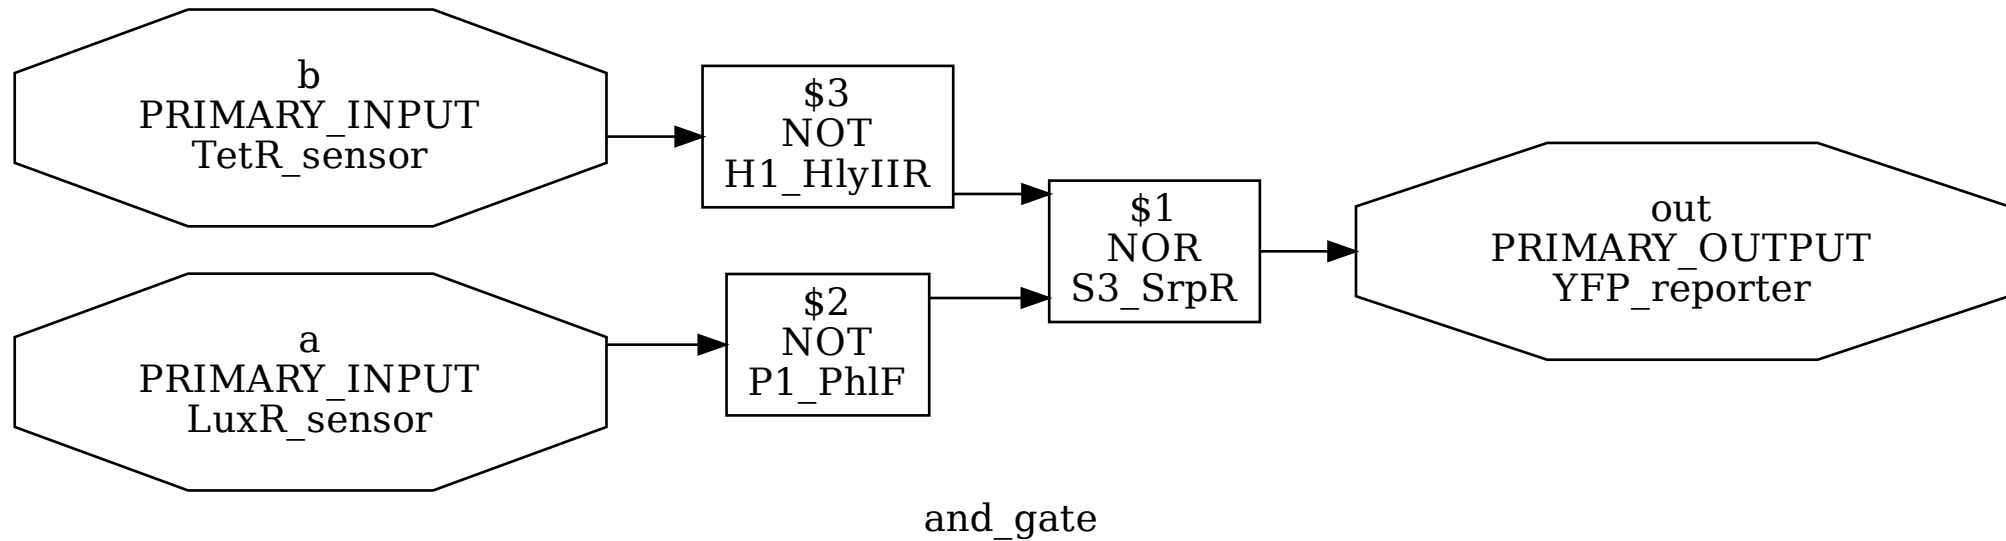 b
PRIMARY_INPUT
TetR_sensor
$3
NOT
H1_HlyIIR
a
PRIMARY_INPUT
LuxR_sensor
$2
NOT
P1_PhlF
$1
NOR
S3_SrpR
out
PRIMARY_OUTPUT
YFP_reporter
and_gate